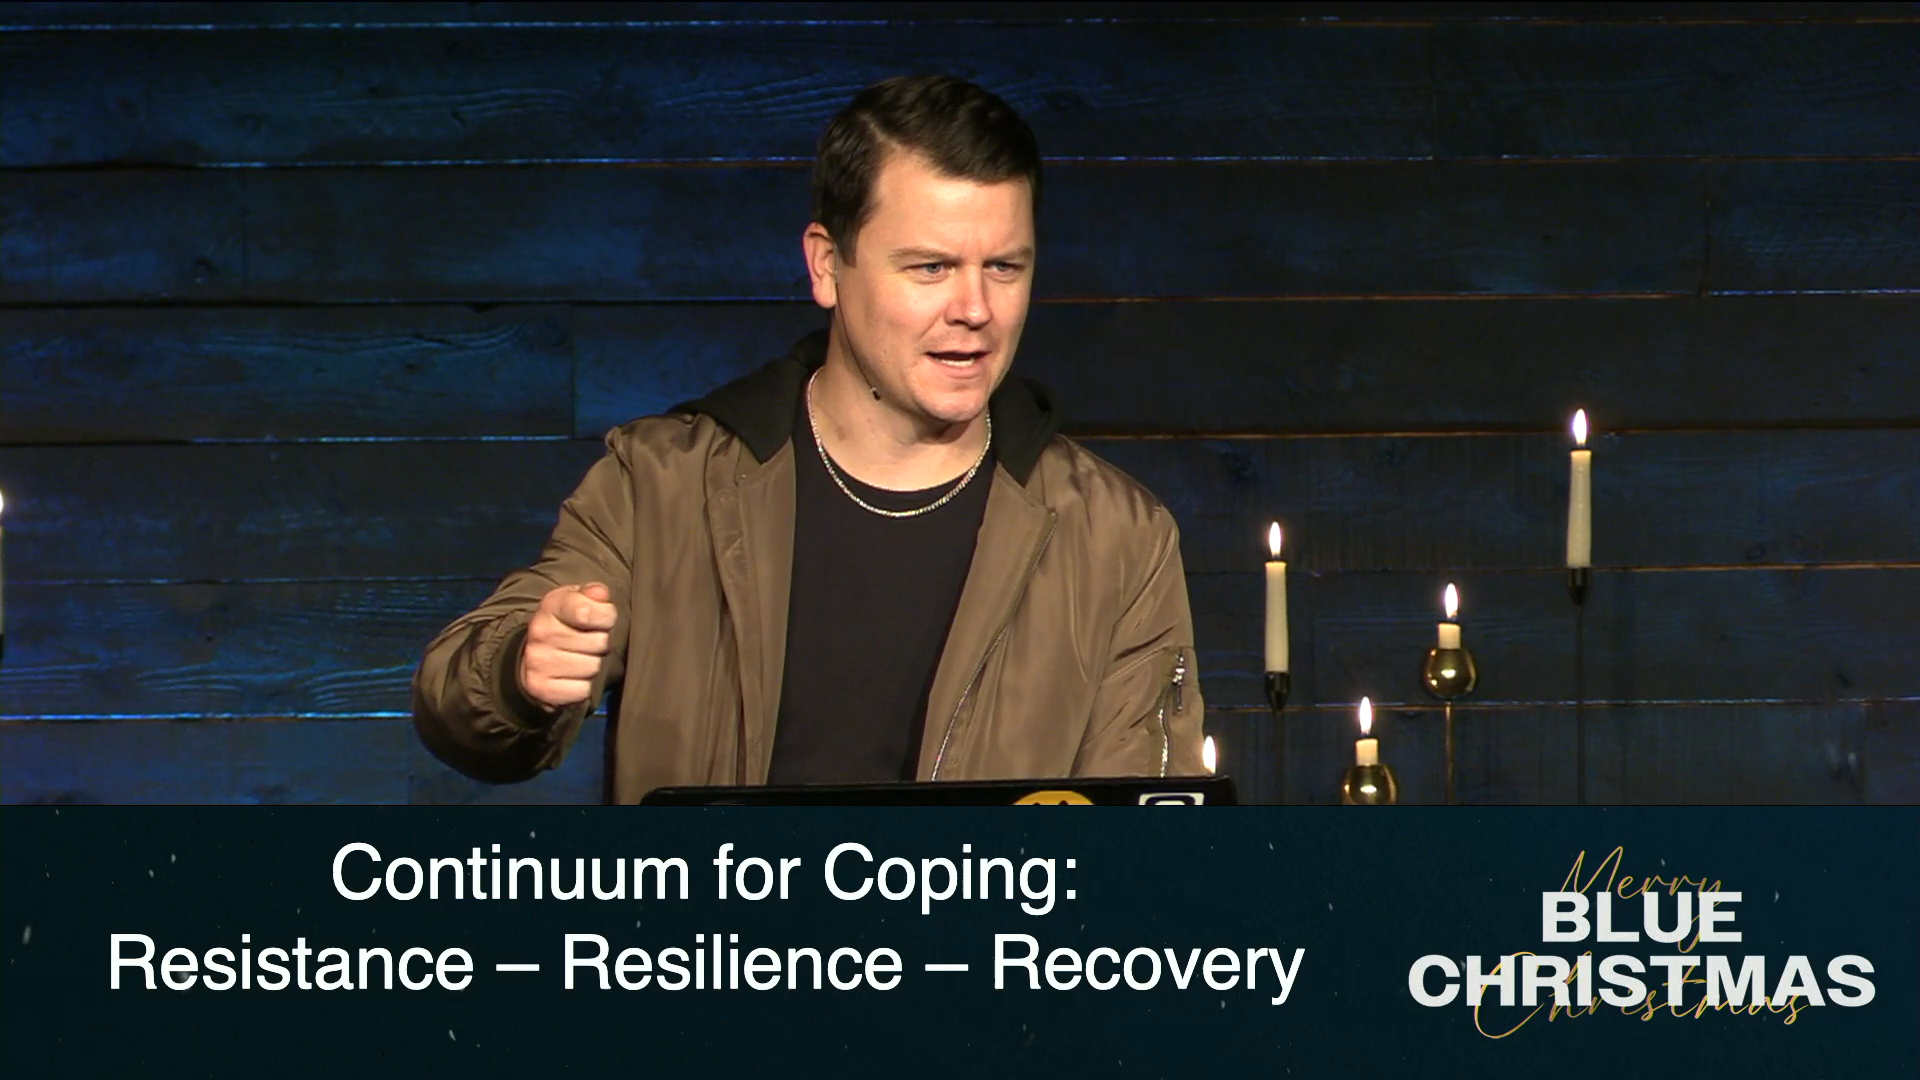 Continuum for Coping:
Resistance – Resilience – Recovery
Merry
BLUE
CHRISTMAS
Christmas